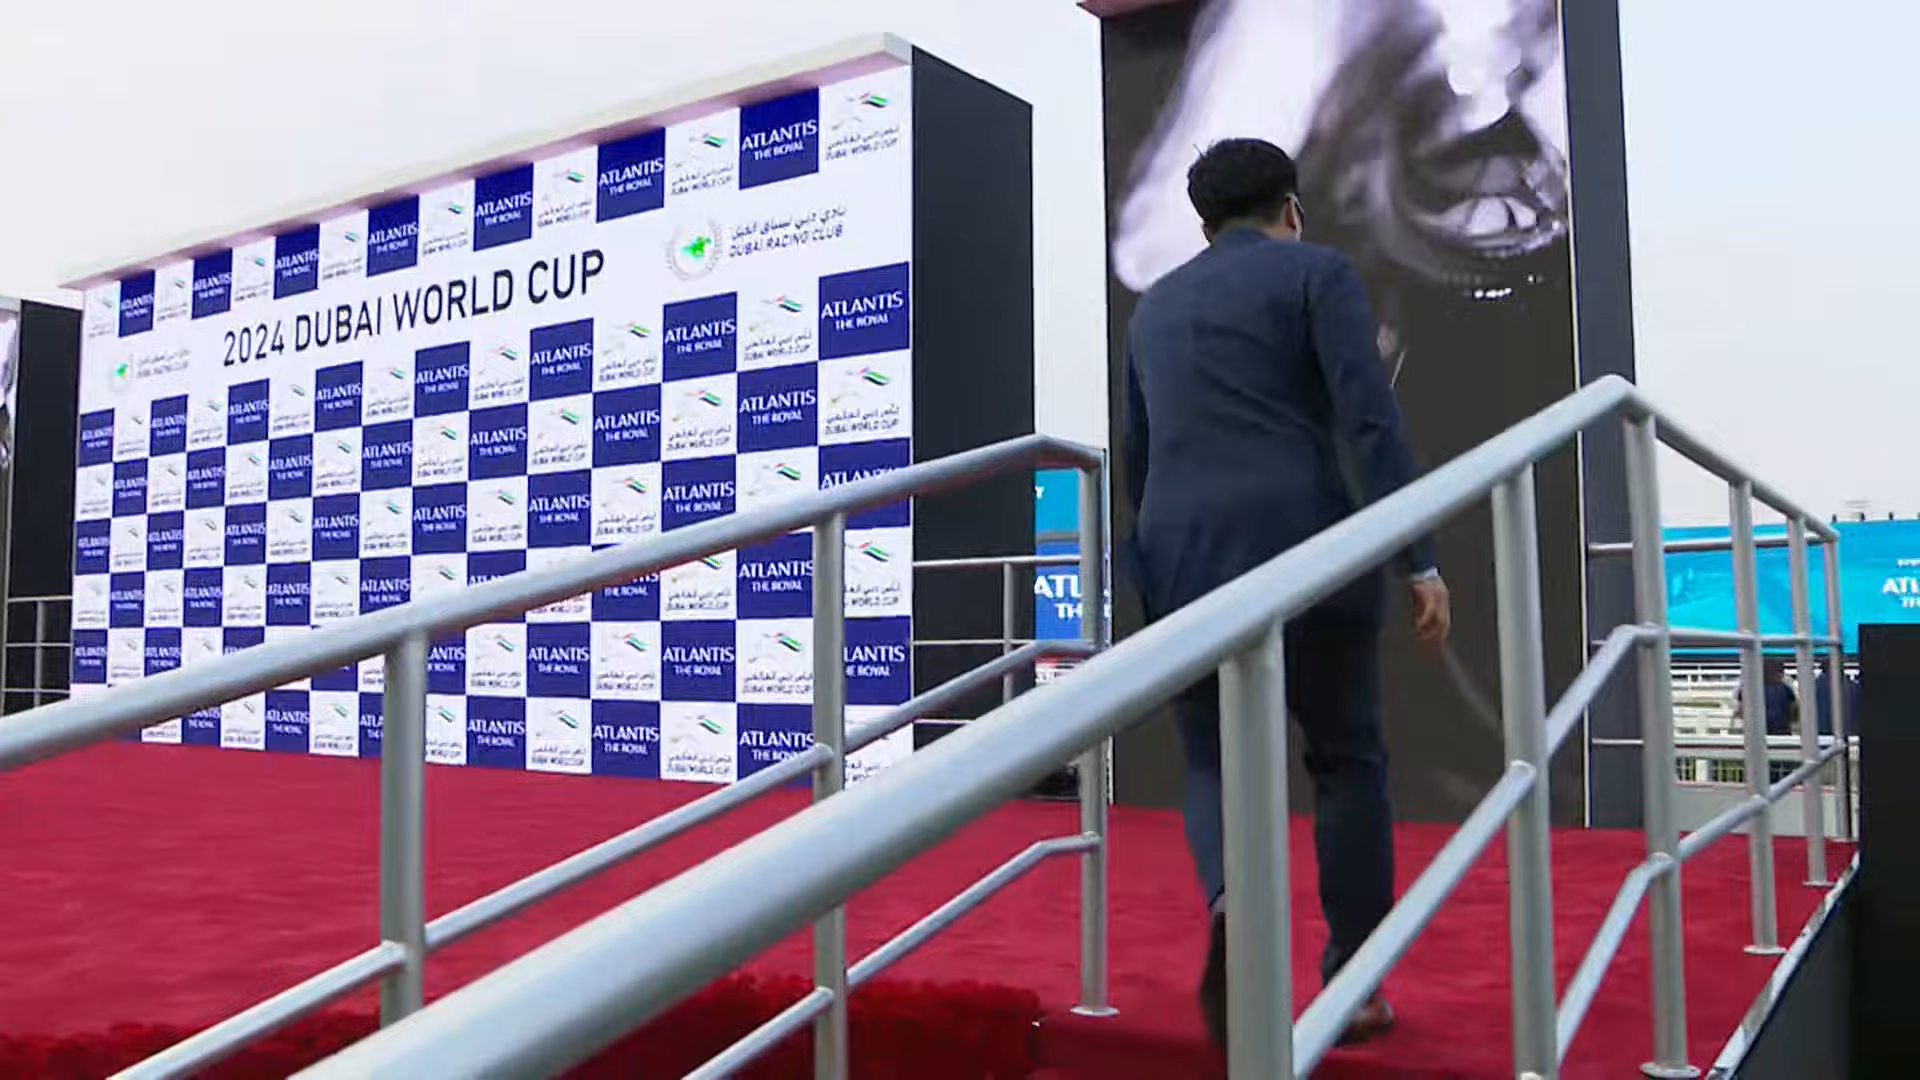 2024 DUBAI WORLD CUP
نادي دبي لسباق الخيل
DUBAI RACING CLUB
ATLANTIS
THE ROYAL
كأس دبي العالمي
DUBAI WORLD CUP